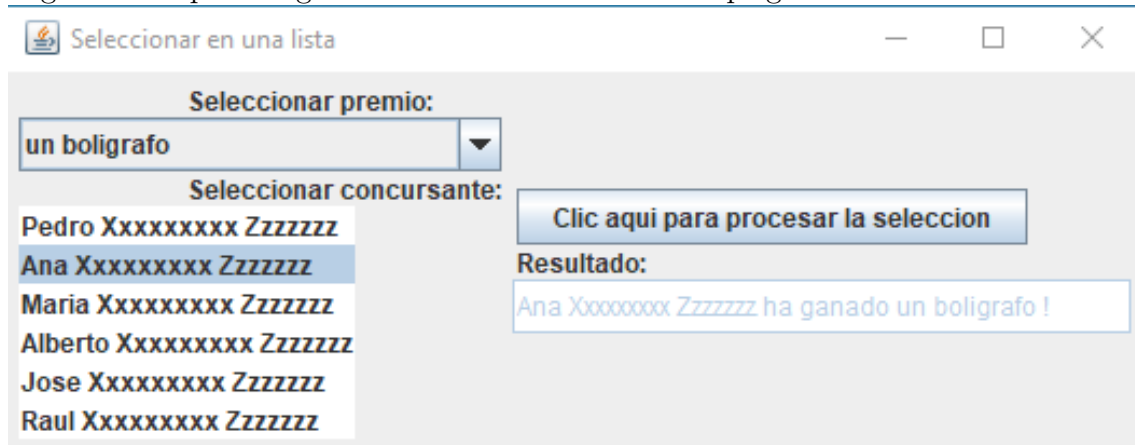 Seleccionar en una lista
Seleccionar premio:
un boligrafo
Seleccionar concursante:
Pedro Xxxxxxxxx Zzzzzzz
Ana Xxxxxxxxx Zzzzzzz
Maria Xxxxxxxxx Zzzzzzz
Alberto Xxxxxxxxx Zzzzzzz
Jose Xxxxxxxxx Zzzzzzz
Raul Xxxxxxxxx Zzzzzzz
Clic aqui para procesar la seleccion
Resultado:
Ana Xxxxxxxxx Zzzzzzz ha ganado un boligrafo !